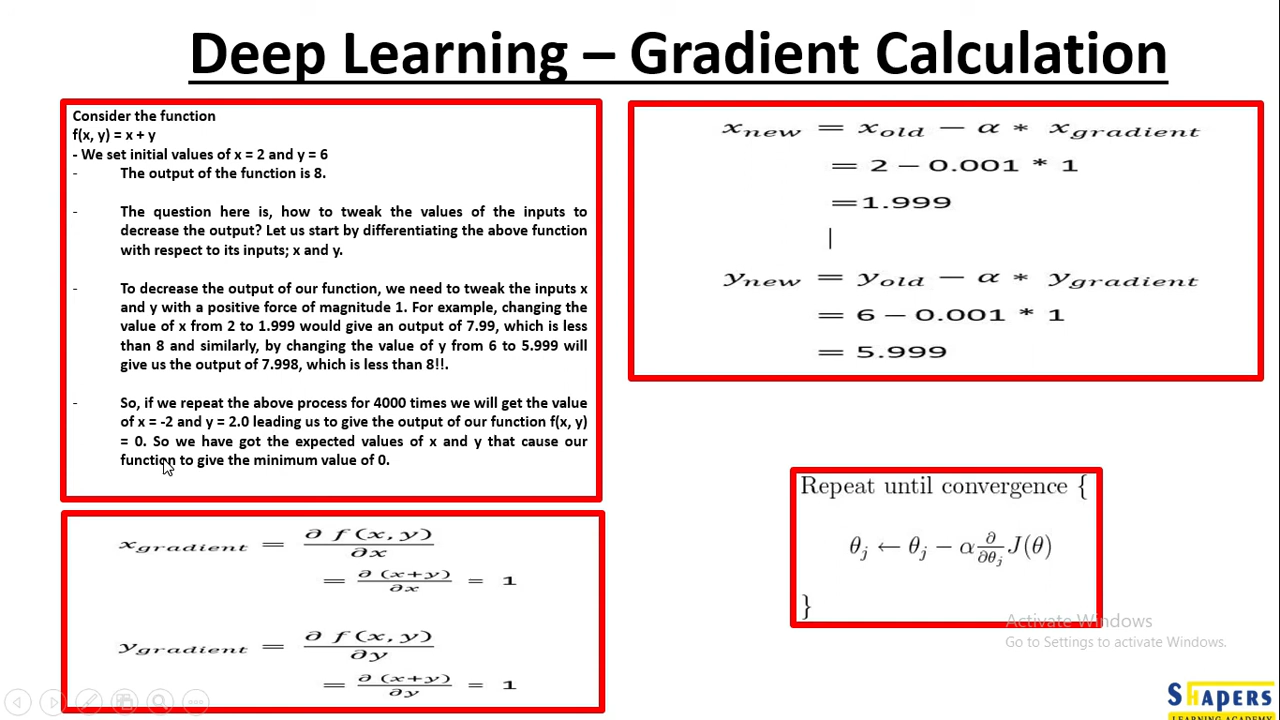 Deep Learning – Gradient Calculation
Consider the function
f(x, y) = x + y
- We set initial values of x = 2 and y = 6
- The output of the function is 8.
- The question here is, how to tweak the values of the inputs to
decrease the output? Let us start by differentiating the above function
with respect to its inputs; x and y.
- To decrease the output of our function, we need to tweak the inputs x
and y with a positive force of magnitude 1. For example, changing the
value of x from 2 to 1.999 would give an output of 7.99, which is less
than 8 and similarly, by changing the value of y from 6 to 5.999 will
give us the output of 7.998, which is less than 8!!.
- So, if we repeat the above process for 4000 times we will get the value
of x = -2 and y = 2.0 leading us to give the output of our function f(x, y)
= 0. So we have got the expected values of x and y that cause our
function to give the minimum value of 0.
x_gradient = ∂ f(x, y) / ∂x
= ∂ (x+y) / ∂x = 1
y_gradient = ∂ f(x, y) / ∂y
= ∂ (x+y) / ∂y = 1
x_new = x_old − α * x_gradient
= 2 − 0.001 * 1
=1.999
|
y_new = y_old − α * y_gradient
= 6 − 0.001 * 1
= 5.999
Repeat until convergence {
θ_j ← θ_j − α ∂/∂θ_j J(θ)
}
Activate Windows
Go to Settings to activate Windows.
SHAPERS
LEARNING ACADEMY